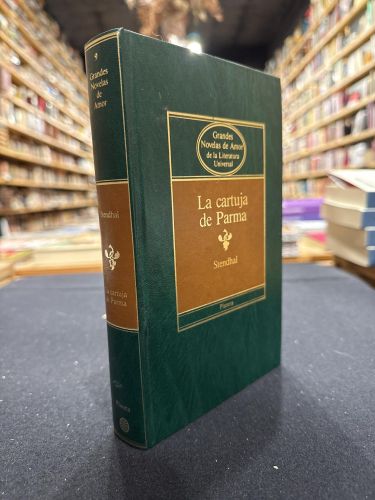 9
Grandes
Novelas de
Amor
Stendhal
La cartuja
de Parma
Planeta
Grandes
Novelas de Amor
de la Literatura
Universal
La cartuja
de Parma
Stendhal
Planeta